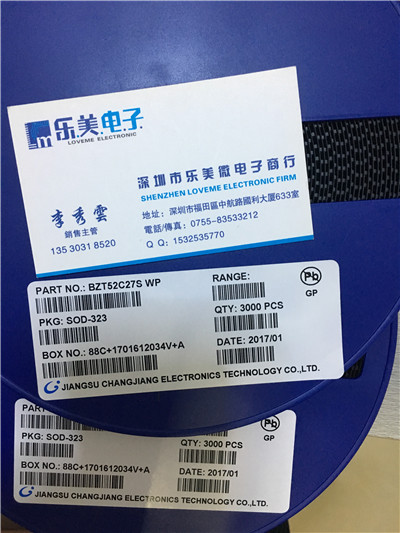 乐美电子
LOVEME ELECTRONIC
深圳市乐美微电子商行
SHENZHEN LOVEME ELECTRONIC FIRM
李秀雲
銷售主管
135 3031 8520
地址: 深圳市福田區中航路國利大廈633室
電話/傳真: 0755-83533212
Q Q: 1532535770
PART NO.: BZT52C27S WP
RANGE:
Pb
GP
PKG: SOD-323
QTY: 3000 PCS
BOX NO.: 88C+1701612034V+A
DATE: 2017/01
JIANGSU CHANGJIANG ELECTRONICS TECHNOLOGY CO.,LTD.
PART
Pb
GP
PKG: SOD-323
QTY: 3000 PCS
BOX NO.: 88C+1701612034V+A
DATE: 2017/01
JIANGSU CHANGJIANG ELECTRONICS TECHNOLOGY CO.,LTD.